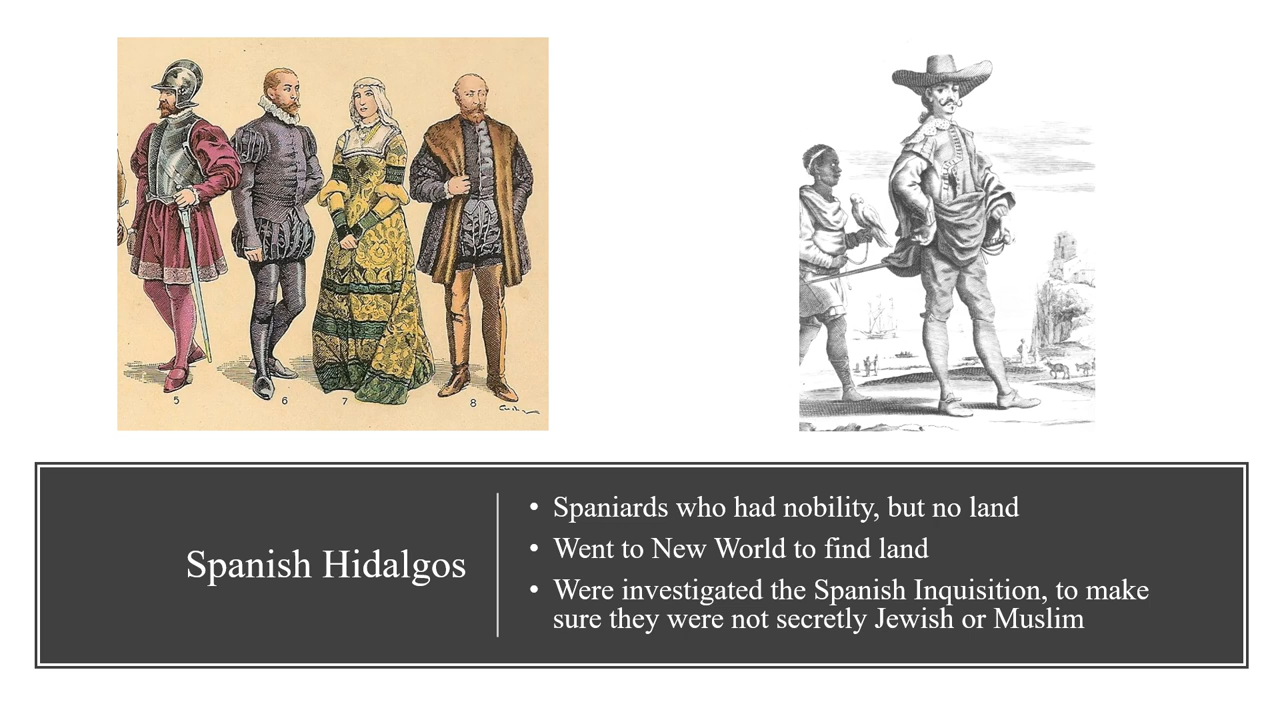 5 6 7 8
Spanish Hidalgos
• Spaniards who had nobility, but no land
• Went to New World to find land
• Were investigated the Spanish Inquisition, to make
sure they were not secretly Jewish or Muslim